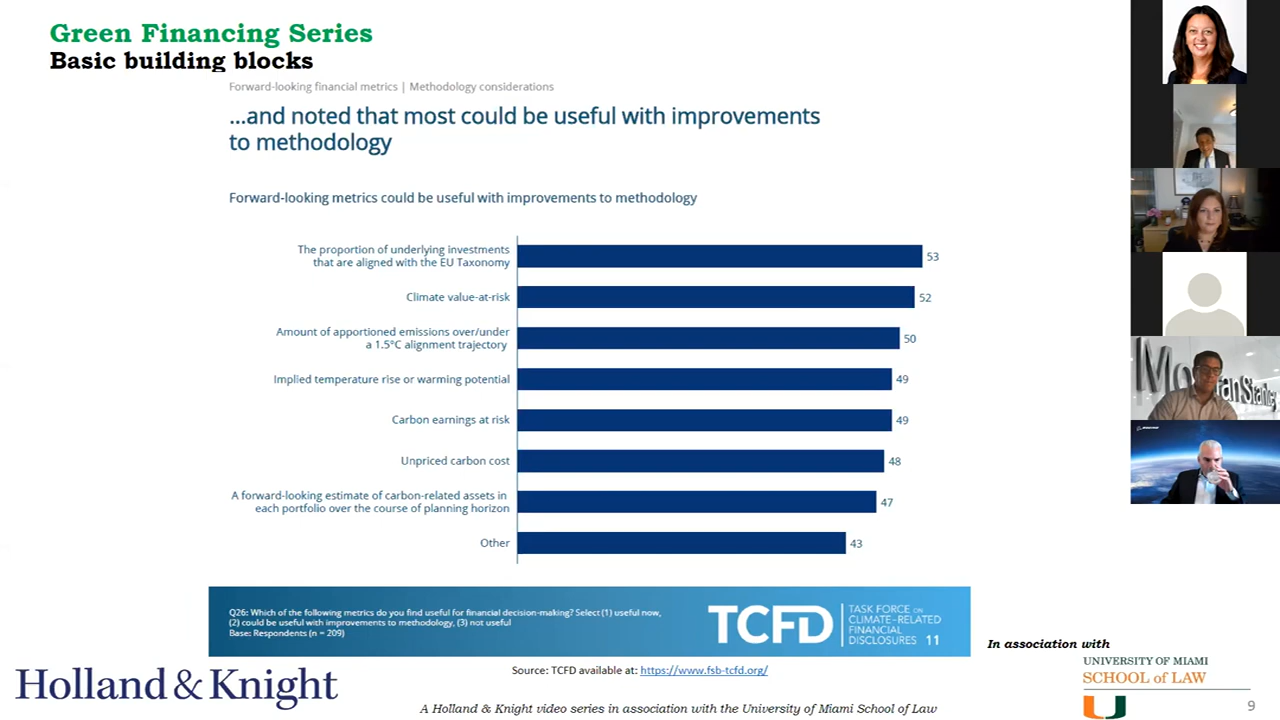 Green Financing Series
Basic building blocks
Forward-looking financial metrics | Methodology considerations
...and noted that most could be useful with improvements
to methodology
Forward-looking metrics could be useful with improvements to methodology
The proportion of underlying investments
that are aligned with the EU Taxonomy
53
Climate value-at-risk
52
Amount of apportioned emissions over/under
a 1.5°C alignment trajectory
50
Implied temperature rise or warming potential
49
Carbon earnings at risk
49
Unpriced carbon cost
48
A forward-looking estimate of carbon-related assets in
each portfolio over the course of planning horizon
47
Other
43
Q26: Which of the following metrics do you find useful for financial decision-making? Select (1) useful now,
(2) could be useful with improvements to methodology, (3) not useful
Base: Respondents (n = 209)
TCFD
TASK FORCE ON
CLIMATE-RELATED
FINANCIAL
DISCLOSURES 11
Source: TCFD available at: https://www.fsb-tcfd.org/
In association with
UNIVERSITY OF MIAMI
SCHOOL of LAW
Holland & Knight
A Holland & Knight video series in association with the University of Miami School of Law
9